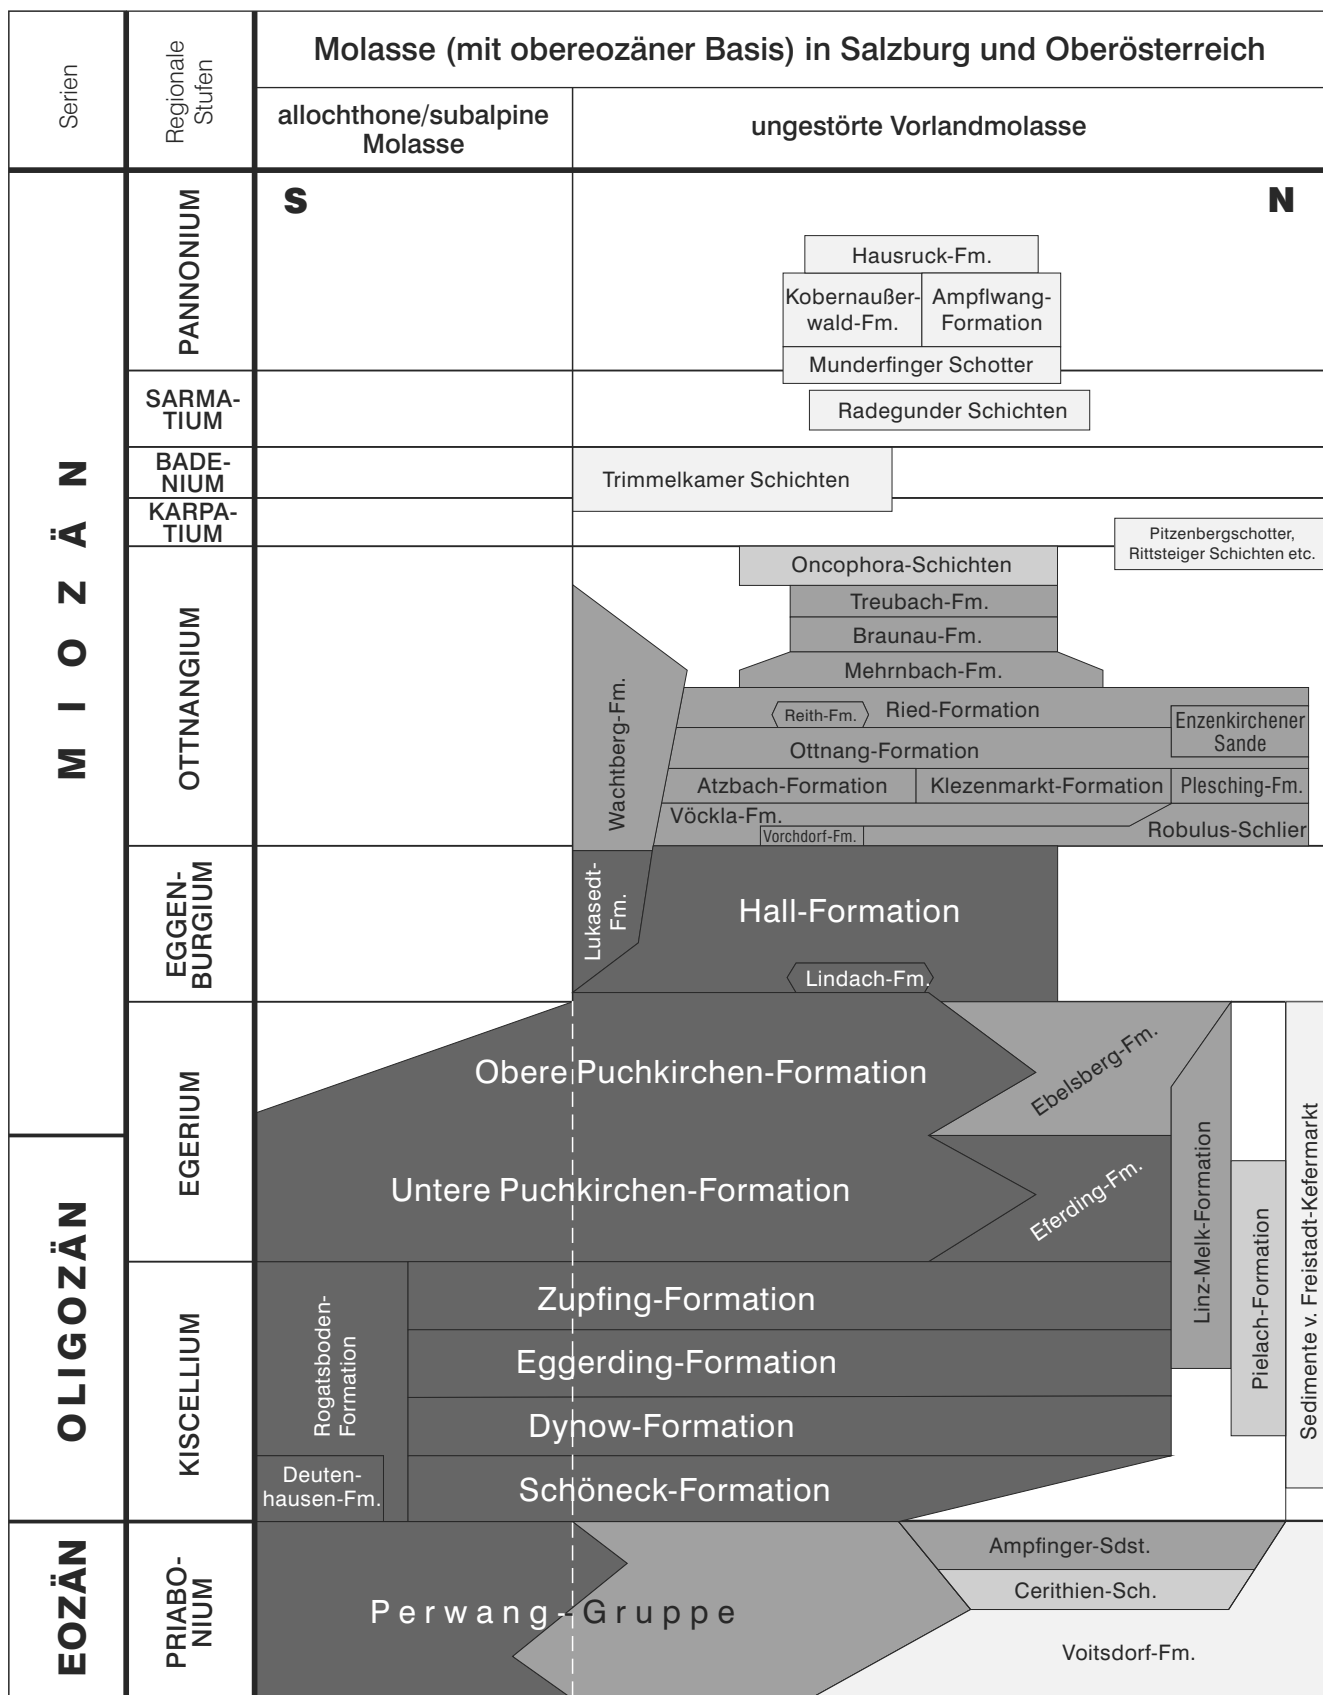 Serien
Regionale
Stufen
Molasse (mit obereozäner Basis) in Salzburg und Oberösterreich
allochthone/subalpine
Molasse
ungestörte Vorlandmolasse
S
N
MIOZÄN
PANNONIUM
Hausruck-Fm.
Kobernaußer-
wald-Fm.
Ampflwang-
Formation
Munderfinger Schotter
SARMA-
TIUM
Radegunder Schichten
BADE-
NIUM
Trimmelkamer Schichten
KARPA-
TIUM
Pitzenbergschotter,
Rittsteiger Schichten etc.
OTTNANGIUM
Oncophora-Schichten
Treubach-Fm.
Braunau-Fm.
Mehrnbach-Fm.
Wachtberg-Fm.
Reith-Fm.
Ried-Formation
Enzenkirchener
Sande
Ottnang-Formation
Atzbach-Formation
Klezenmarkt-Formation
Plesching-Fm.
Vöckla-Fm.
Vorchdorf-Fm.
Robulus-Schlier
EGGEN-
BURGIUM
Lukasedt-
Fm.
Hall-Formation
Lindach-Fm.
EGERIUM
Obere Puchkirchen-Formation
Ebelsberg-Fm.
Untere Puchkirchen-Formation
Eferding-Fm.
Linz-Melk-Formation
Pielach-Formation
Sedimente v. Freistadt-Kefermarkt
OLIGOZÄN
KISCELLIUM
Rogatsboden-
Formation
Zupfing-Formation
Eggerding-Formation
Dynow-Formation
Deuten-
hausen-Fm.
Schöneck-Formation
EOZÄN
PRIABO-
NIUM
Perwang-Gruppe
Ampfinger-Sdst.
Cerithien-Sch.
Voitsdorf-Fm.